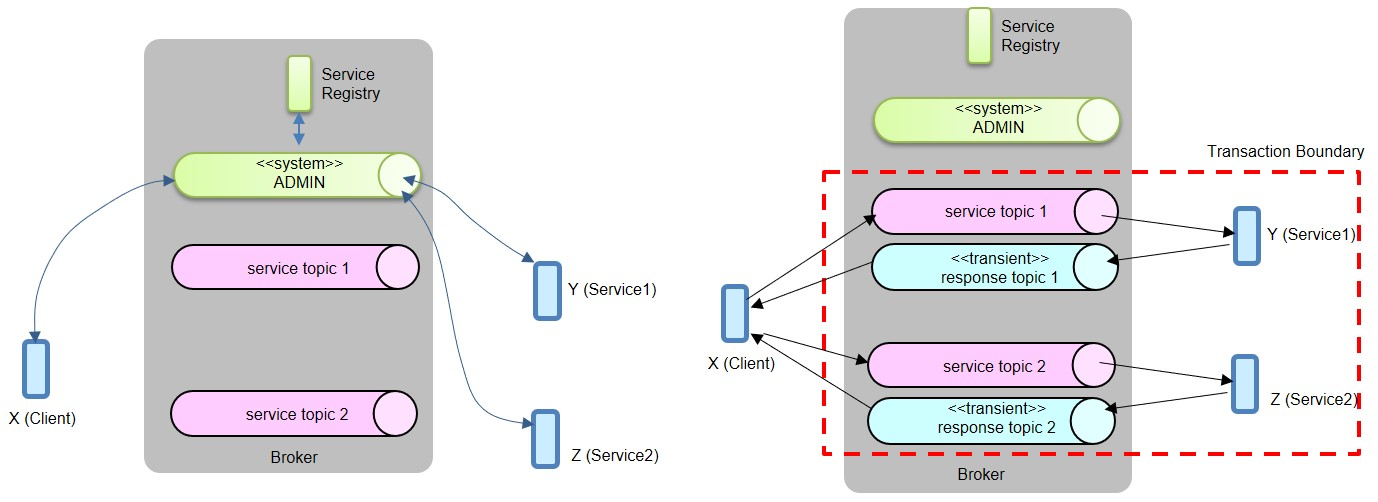 Service
Registry
<<system>>
ADMIN
service topic 1
Y (Service1)
X (Client)
service topic 2
Z (Service2)
Broker
Service
Registry
<<system>>
ADMIN
Transaction Boundary
service topic 1
Y (Service1)
<<transient>>
response topic 1
X (Client)
service topic 2
Z (Service2)
<<transient>>
response topic 2
Broker